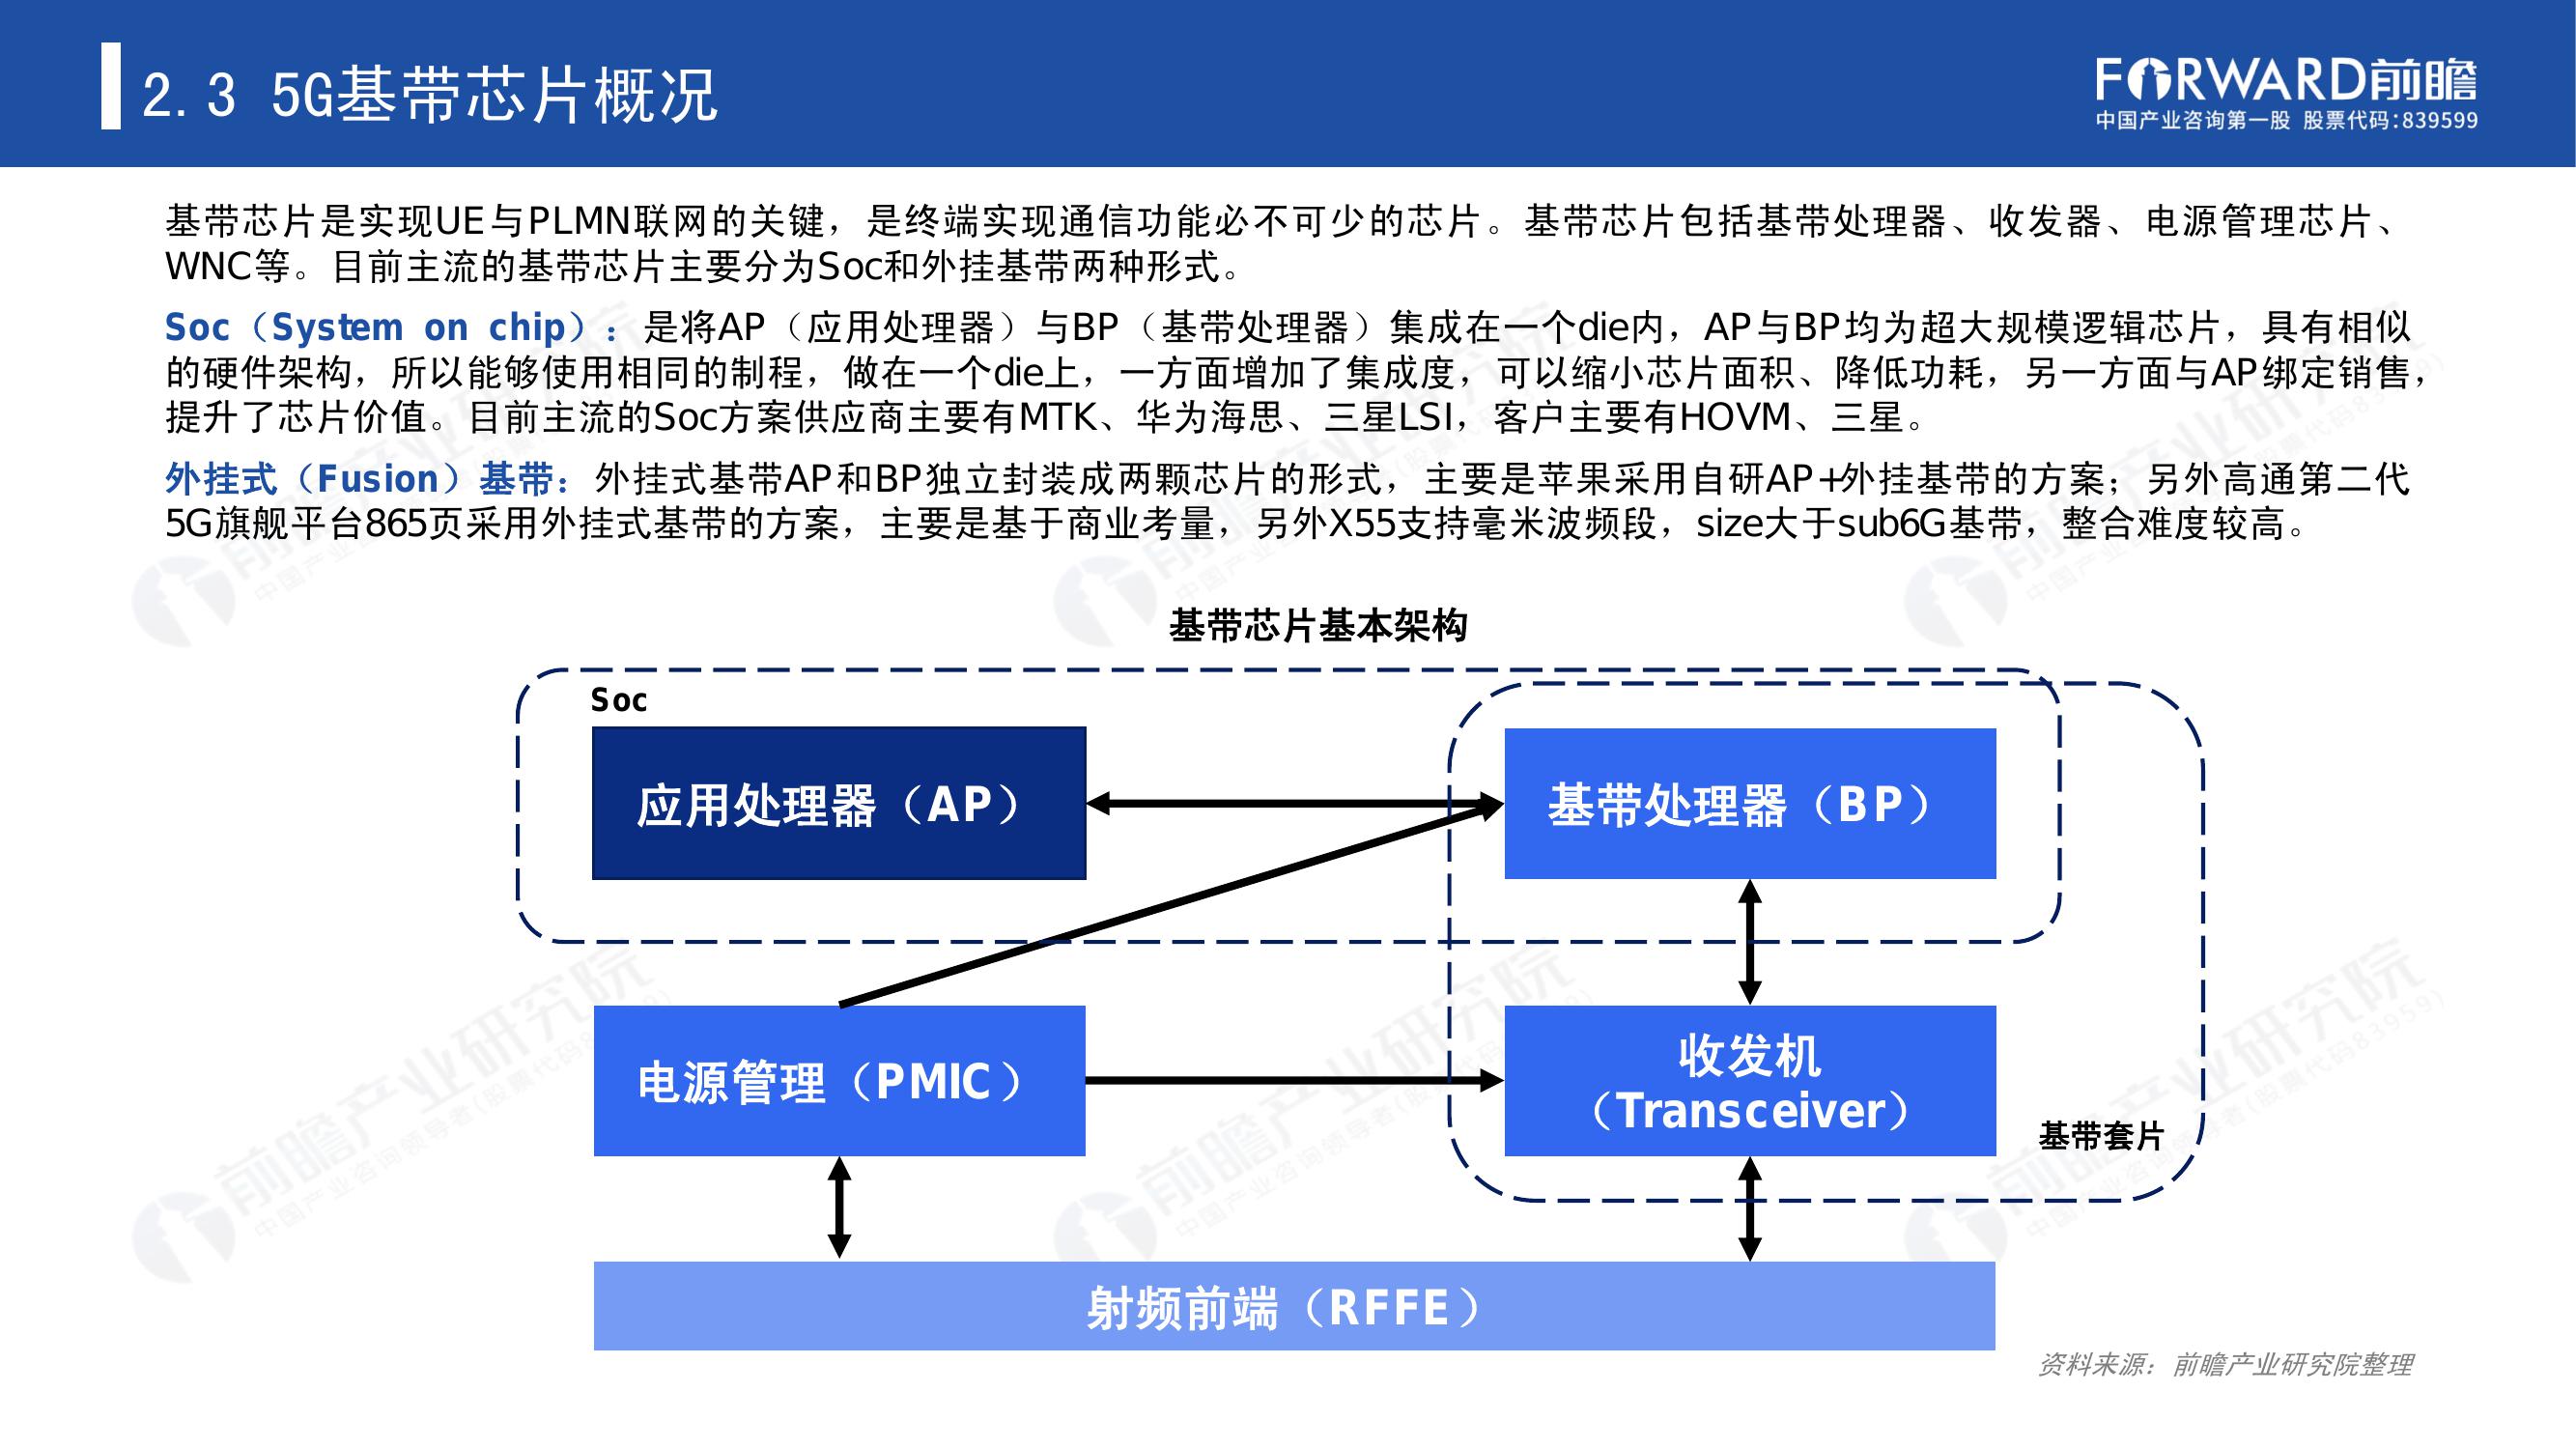 2.3 5G基带芯片概况
FORWARD前瞻
中国产业咨询第一股 股票代码:839599
基带芯片是实现UE与PLMN联网的关键，是终端实现通信功能必不可少的芯片。基带芯片包括基带处理器、收发器、电源管理芯片、
WNC等。目前主流的基带芯片主要分为Soc和外挂基带两种形式。
Soc（System on chip）：是将AP（应用处理器）与BP（基带处理器）集成在一个die内，AP与BP均为超大规模逻辑芯片，具有相似
的硬件架构，所以能够使用相同的制程，做在一个die上，一方面增加了集成度，可以缩小芯片面积、降低功耗，另一方面与AP绑定销售，
提升了芯片价值。目前主流的Soc方案供应商主要有MTK、华为海思、三星LSI，客户主要有HOVM、三星。
外挂式（Fusion）基带：外挂式基带AP和BP独立封装成两颗芯片的形式，主要是苹果采用自研AP+外挂基带的方案；另外高通第二代
5G旗舰平台865页采用外挂式基带的方案，主要是基于商业考量，另外X55支持毫米波频段，size大于sub6G基带，整合难度较高。
基带芯片基本架构
Soc
应用处理器（AP）
基带处理器（BP）
电源管理（PMIC）
收发机
（Transceiver）
基带套片
射频前端（RFFE）
资料来源：前瞻产业研究院整理